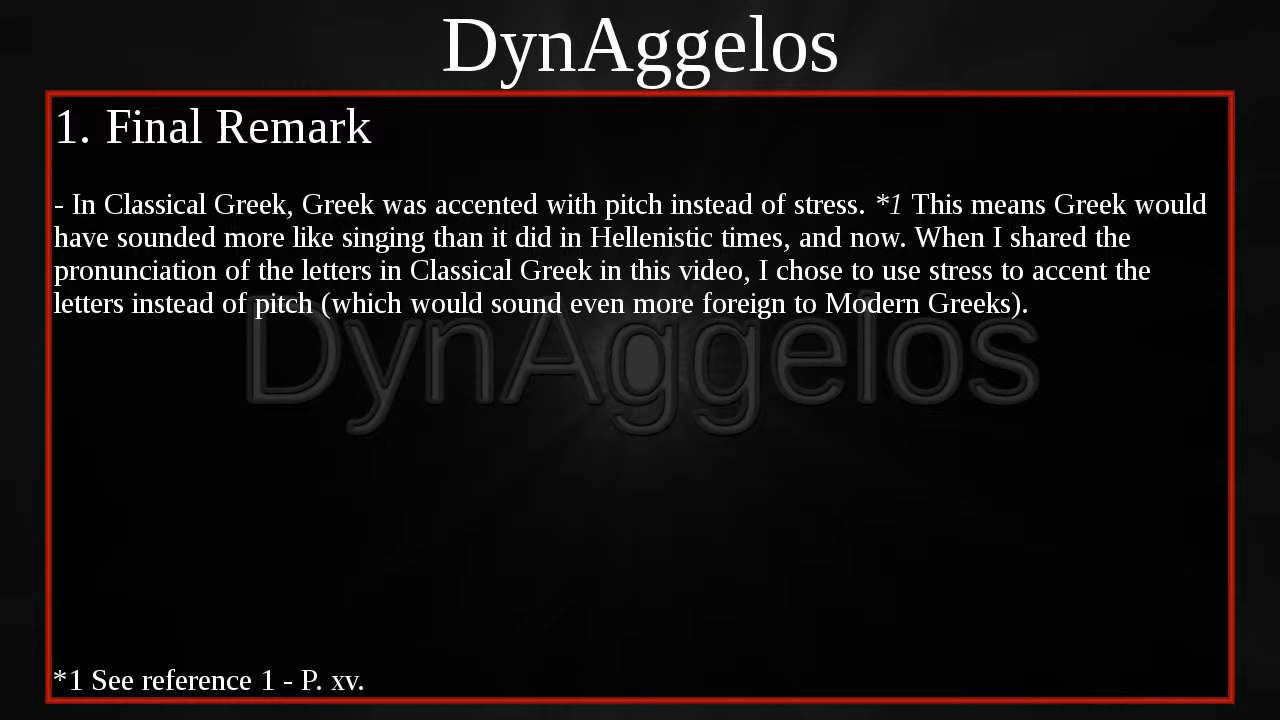 DynAggelos
1. Final Remark
- In Classical Greek, Greek was accented with pitch instead of stress. *1 This means Greek would
have sounded more like singing than it did in Hellenistic times, and now. When I shared the
pronunciation of the letters in Classical Greek in this video, I chose to use stress to accent the
letters instead of pitch (which would sound even more foreign to Modern Greeks).
DynAggelos
*1 See reference 1 - P. xv.